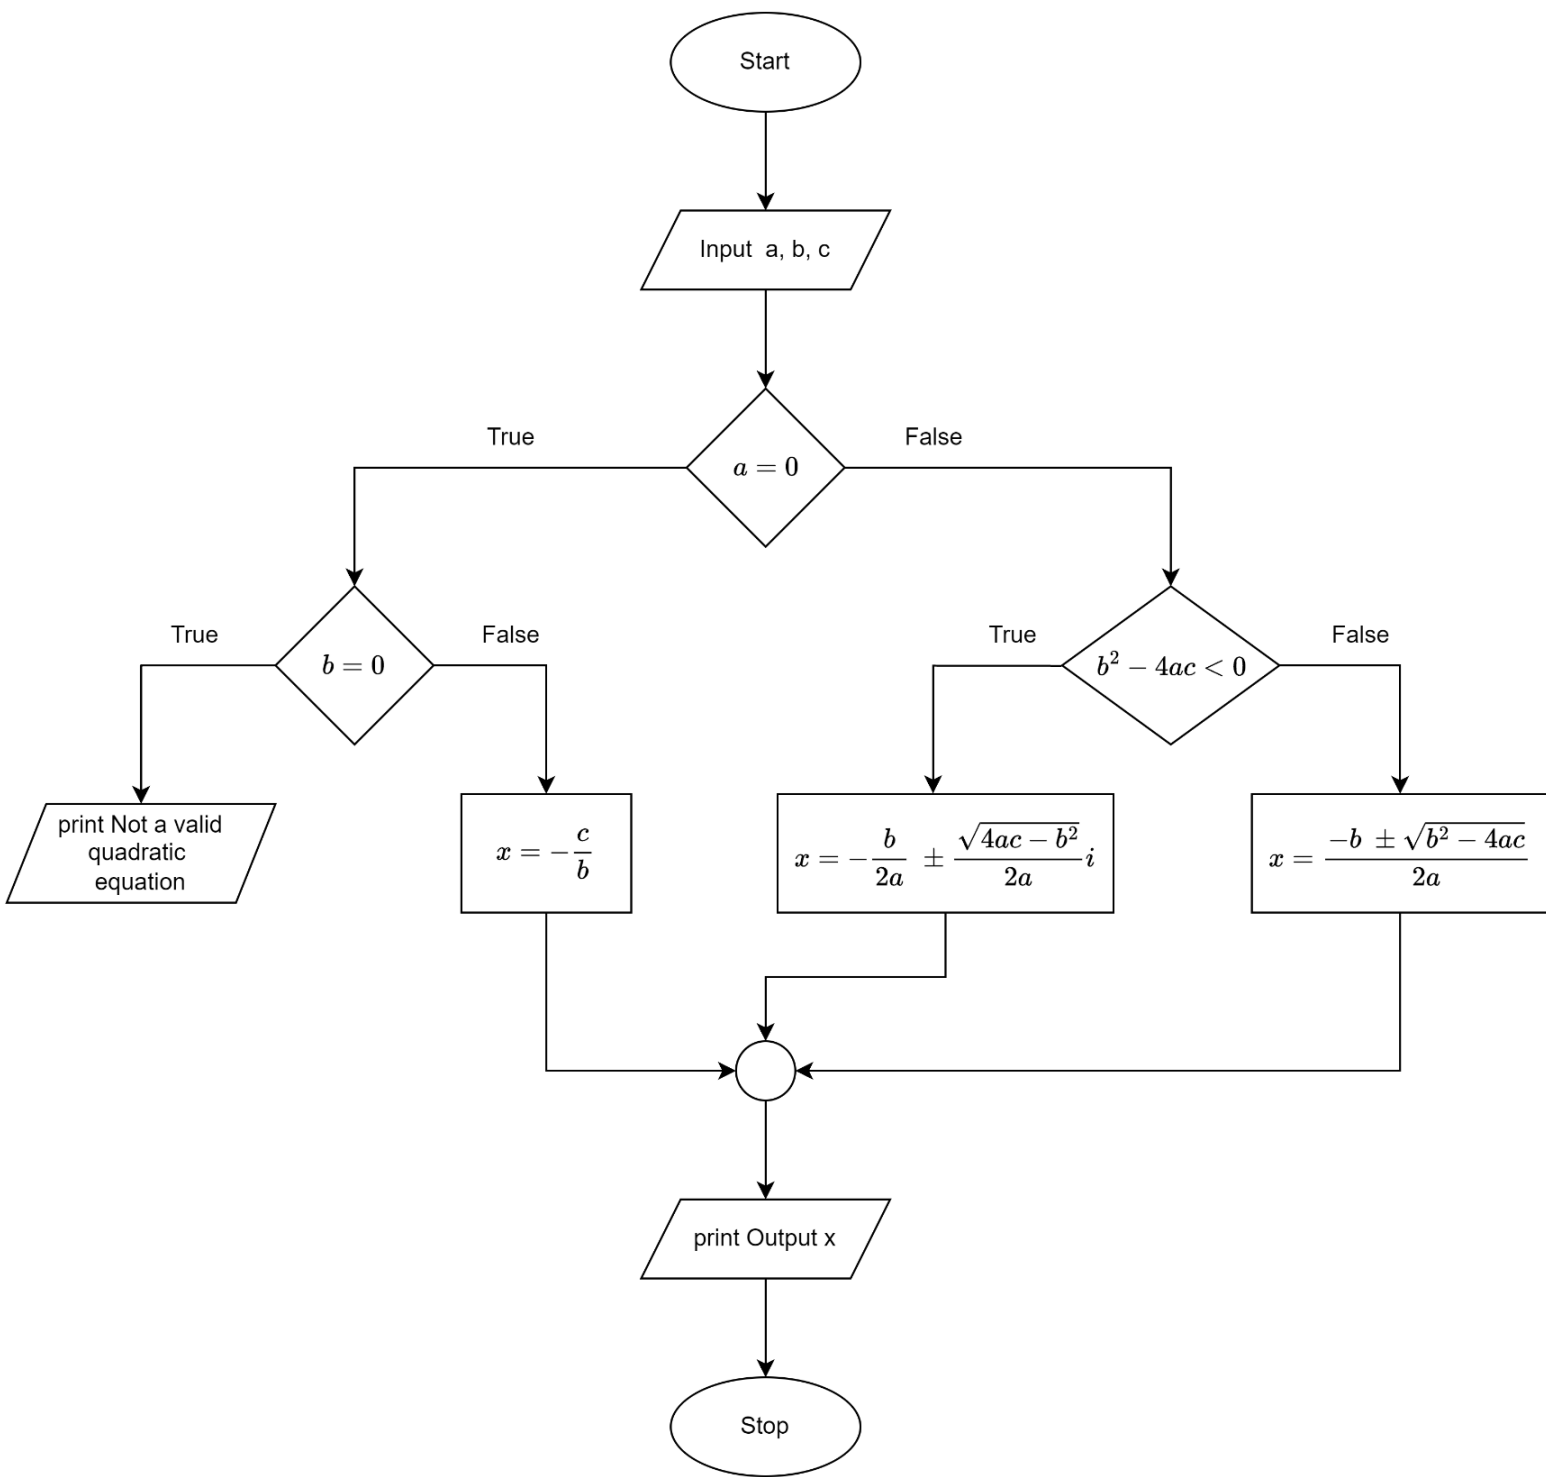 Start
Input a, b, c
True
False
a = 0
True
False
True
False
b = 0
b² − 4ac < 0
print Not a valid
quadratic
equation
x = −c/b
x = −b/2a ± √(4ac − b²)/2a i
x = (−b ± √(b² − 4ac))/2a
print Output x
Stop